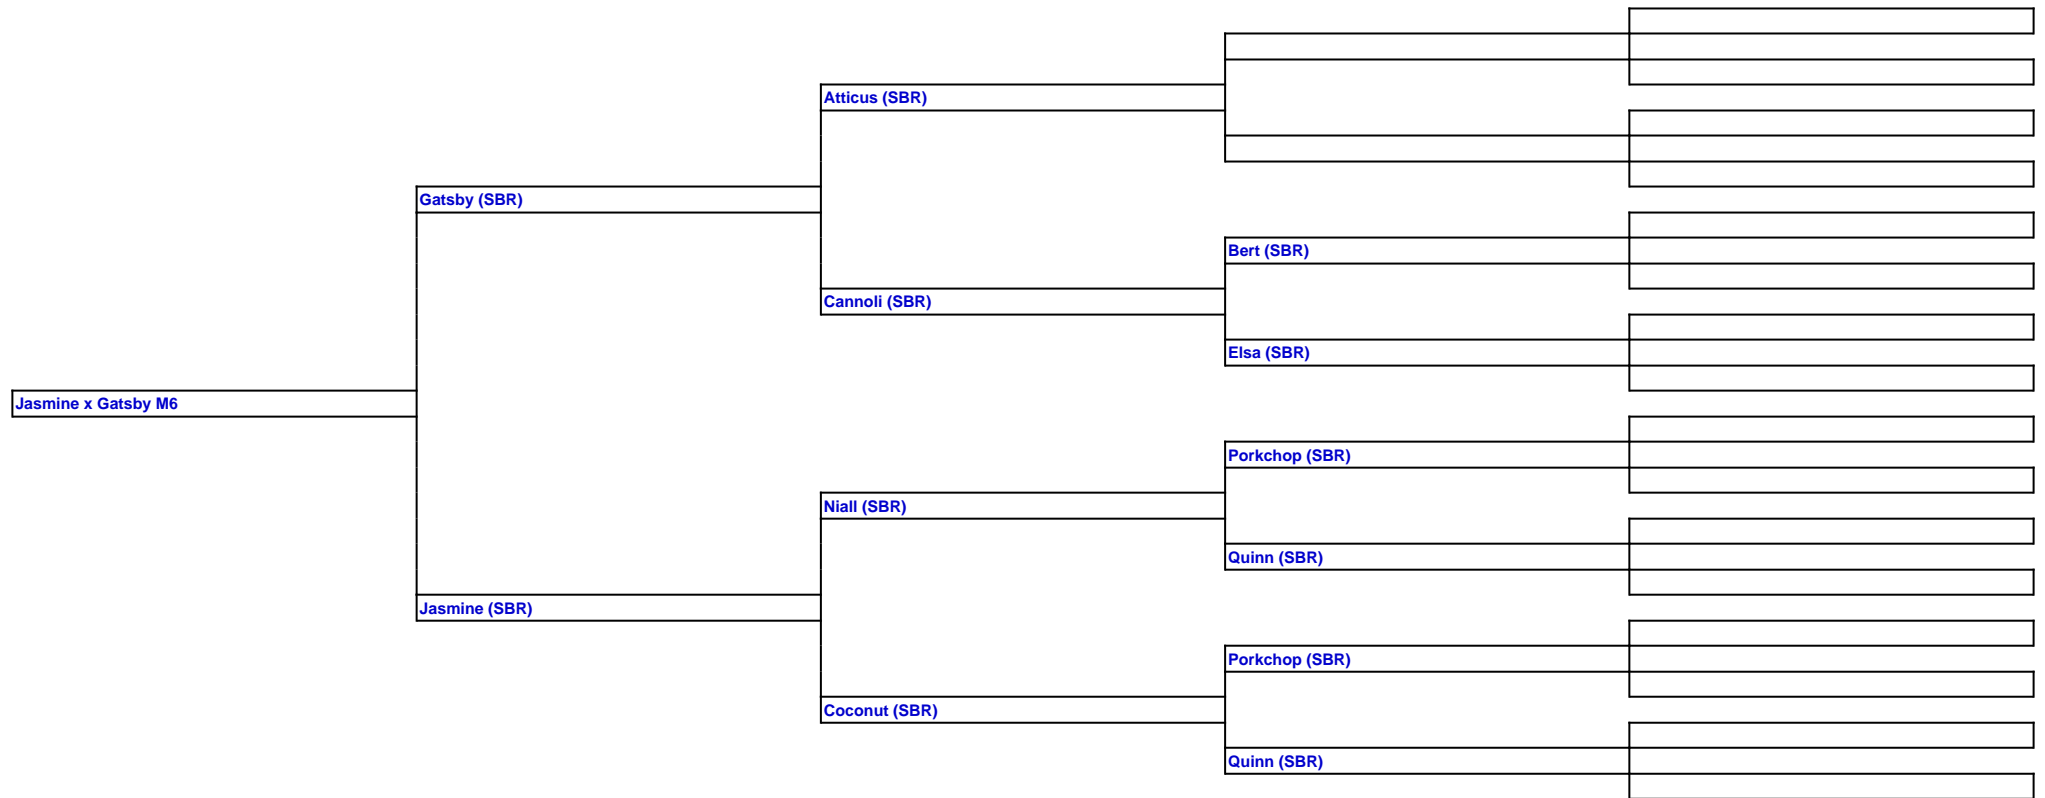 Atticus (SBR)
Gatsby (SBR)
Bert (SBR)
Cannoli (SBR)
Elsa (SBR)
Jasmine x Gatsby M6
Porkchop (SBR)
Niall (SBR)
Quinn (SBR)
Jasmine (SBR)
Porkchop (SBR)
Coconut (SBR)
Quinn (SBR)